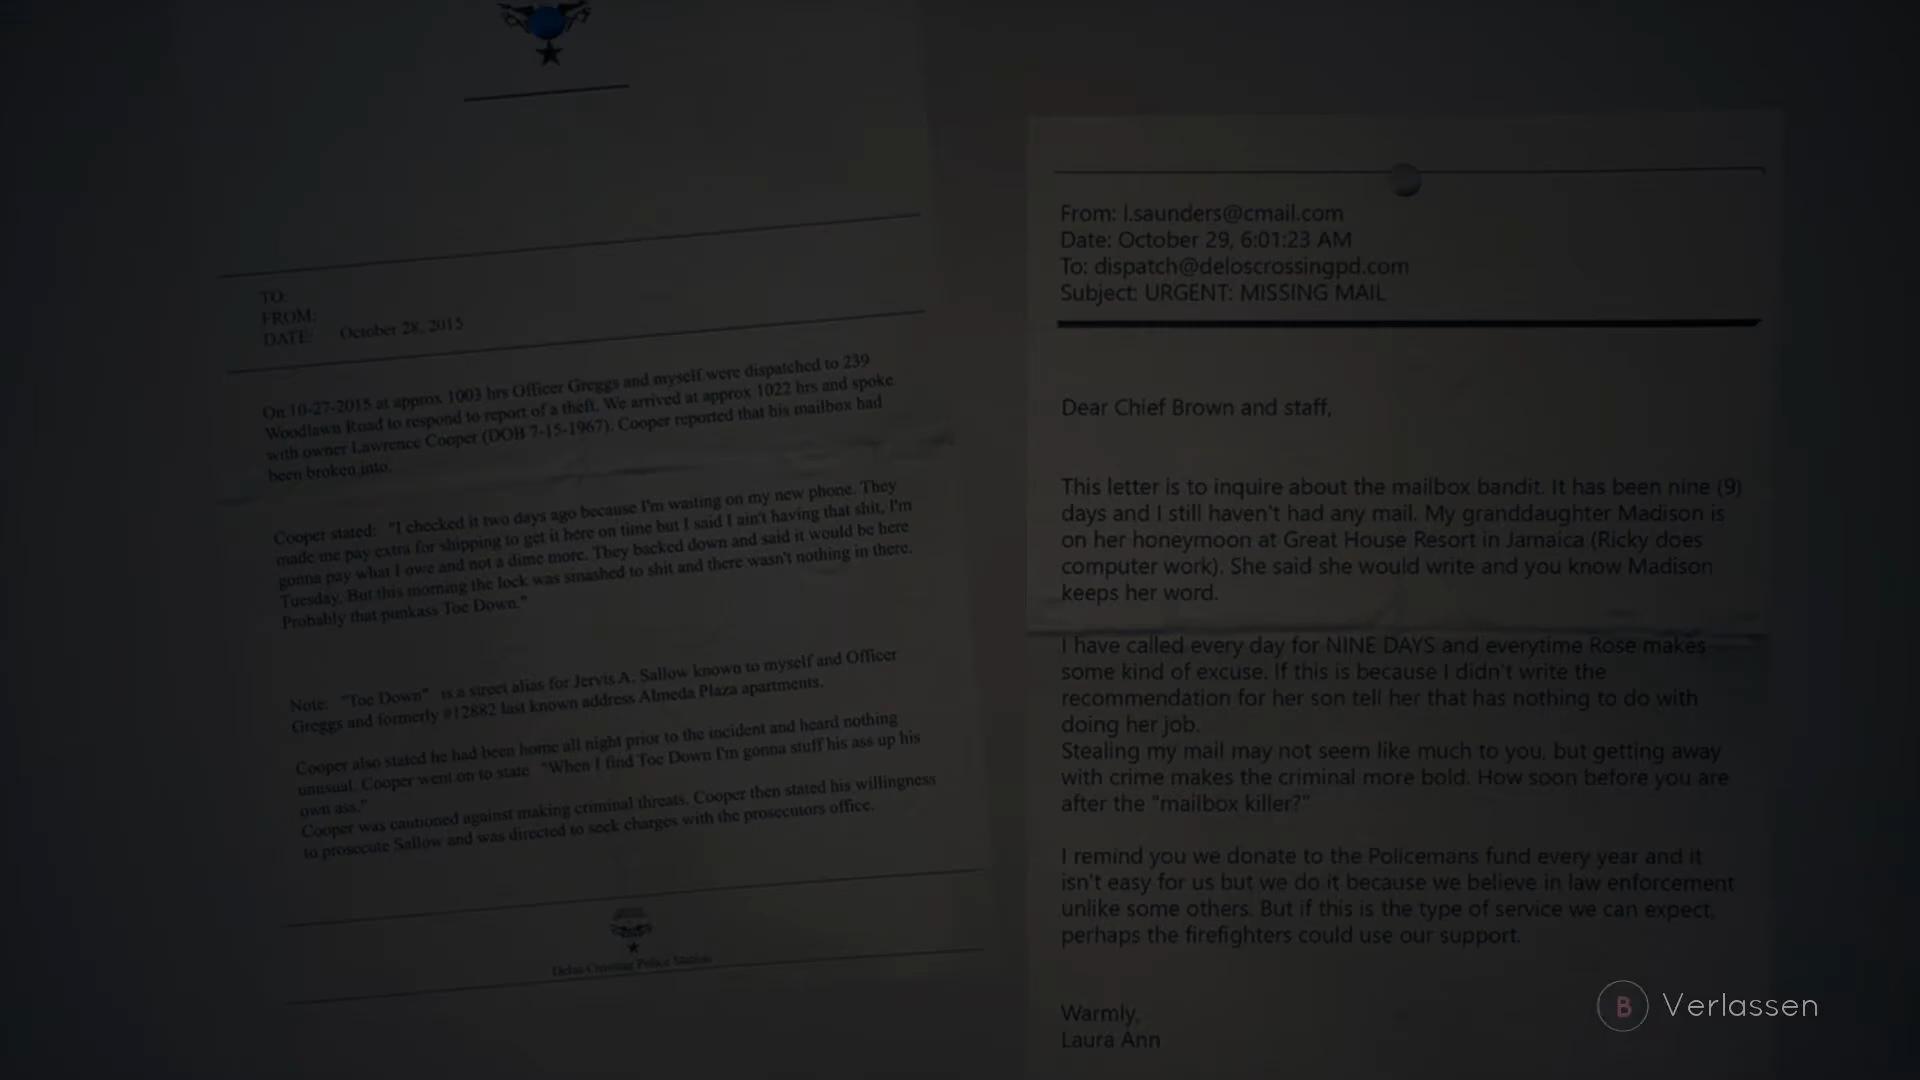 TO:
FROM:
DATE: October 28, 2015
On 10-27-2015 at approx 1003 hrs Officer Greggs and myself were dispatched to 239
Woodlawn Road to respond to report of a theft. We arrived at approx 1022 hrs and spoke
with owner Lawrence Cooper (DOB 7-15-1967). Cooper reported that his mailbox had
been broken into.
Cooper stated: "I checked it two days ago because I'm waiting on my new phone. They
made me pay extra for shipping to get it here on time but I said I ain't having that shit, I'm
gonna pay what I owe and not a dime more. They backed down and said it would be here
Tuesday. But this morning the lock was smashed to shit and there wasn't nothing in there.
Probably that punkass Toe Down."
Note: "Toe Down" is a street alias for Jervis A. Sallow known to myself and Officer
Greggs and formerly #12882 last known address Almeda Plaza apartments.
Cooper also stated he had been home all night prior to the incident and heard nothing
unusual. Cooper went on to state "When I find Toe Down I'm gonna stuff his ass up his
own ass."
Cooper was cautioned against making criminal threats. Cooper then stated his willingness
to prosecute Sallow and was directed to seek charges with the prosecutors office.
Delos Crossing Police Station
From: l.saunders@cmail.com
Date: October 29, 6:01:23 AM
To: dispatch@deloscrossingpd.com
Subject: URGENT: MISSING MAIL
Dear Chief Brown and staff,
This letter is to inquire about the mailbox bandit. It has been nine (9)
days and I still haven't had any mail. My granddaughter Madison is
on her honeymoon at Great House Resort in Jamaica (Ricky does
computer work). She said she would write and you know Madison
keeps her word.
I have called every day for NINE DAYS and everytime Rose makes
some kind of excuse. If this is because I didn't write the
recommendation for her son tell her that has nothing to do with
doing her job.
Stealing my mail may not seem like much to you, but getting away
with crime makes the criminal more bold. How soon before you are
after the "mailbox killer?"
I remind you we donate to the Policemans fund every year and it
isn't easy for us but we do it because we believe in law enforcement
unlike some others. But if this is the type of service we can expect,
perhaps the firefighters could use our support.
Warmly,
Laura Ann
B Verlassen